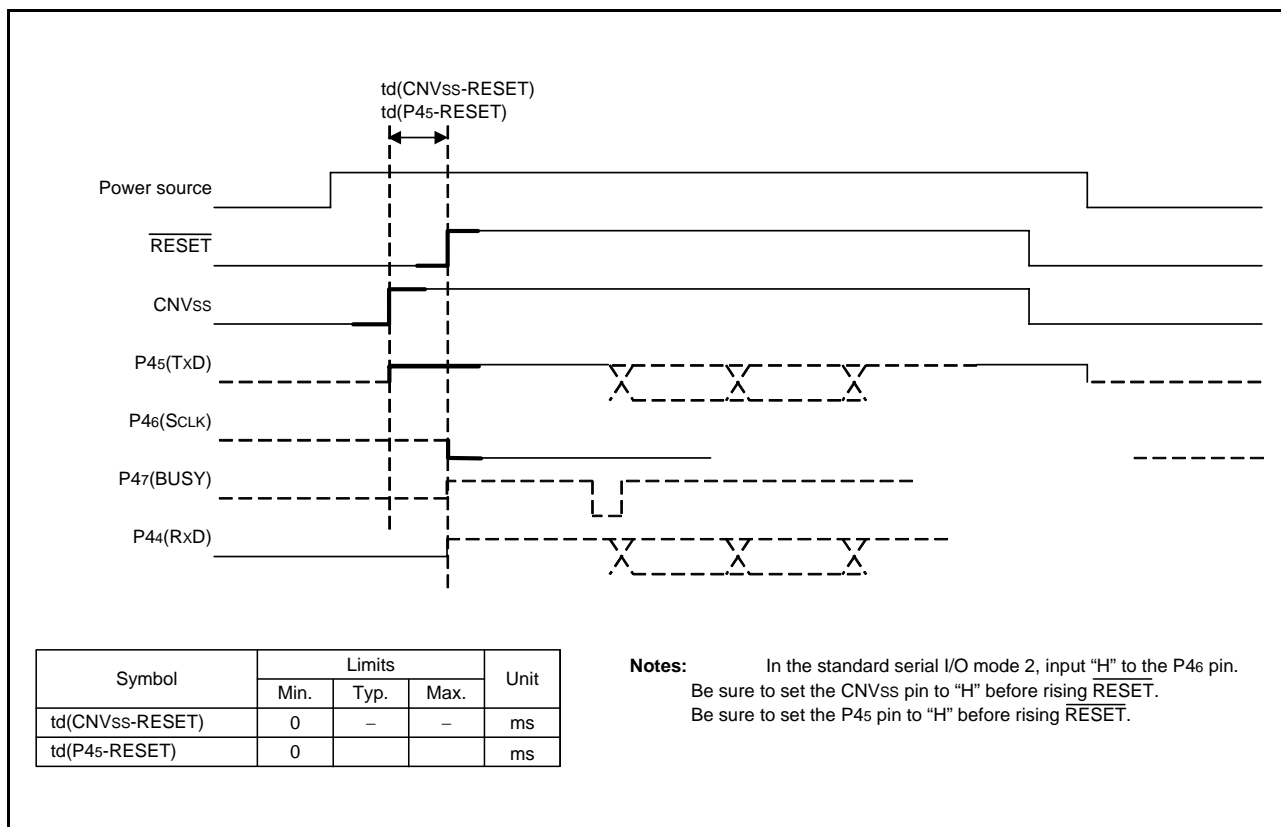 td(CNVss-RESET)
td(P45-RESET)
Power source
RESET
CNVss
P45(TxD)
P46(SCLK)
P47(BUSY)
P44(RxD)
Symbol Limits Unit
Min. Typ. Max.
td(CNVss-RESET) 0 – – ms
td(P45-RESET) 0 ms
Notes: In the standard serial I/O mode 2, input “H” to the P46 pin.
Be sure to set the CNVss pin to “H” before rising RESET.
Be sure to set the P45 pin to “H” before rising RESET.